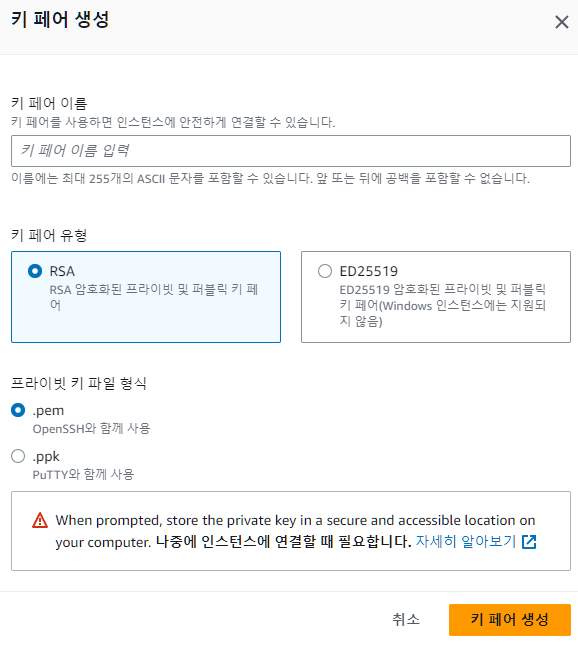 키 페어 생성
키 페어 이름
키 페어를 사용하면 인스턴스에 안전하게 연결할 수 있습니다.
키 페어 이름 입력
이름에는 최대 255개의 ASCII 문자를 포함할 수 있습니다. 앞 또는 뒤에 공백을 포함할 수 없습니다.
키 페어 유형
RSA
RSA 암호화된 프라이빗 및 퍼블릭 키 페
어
ED25519
ED25519 암호화된 프라이빗 및 퍼블릭
키 페어(Windows 인스턴스에는 지원되
지 않음)
프라이빗 키 파일 형식
.pem
OpenSSH와 함께 사용
.ppk
PuTTY와 함께 사용
When prompted, store the private key in a secure and accessible location on
your computer. 나중에 인스턴스에 연결할 때 필요합니다. 자세히 알아보기
취소
키 페어 생성